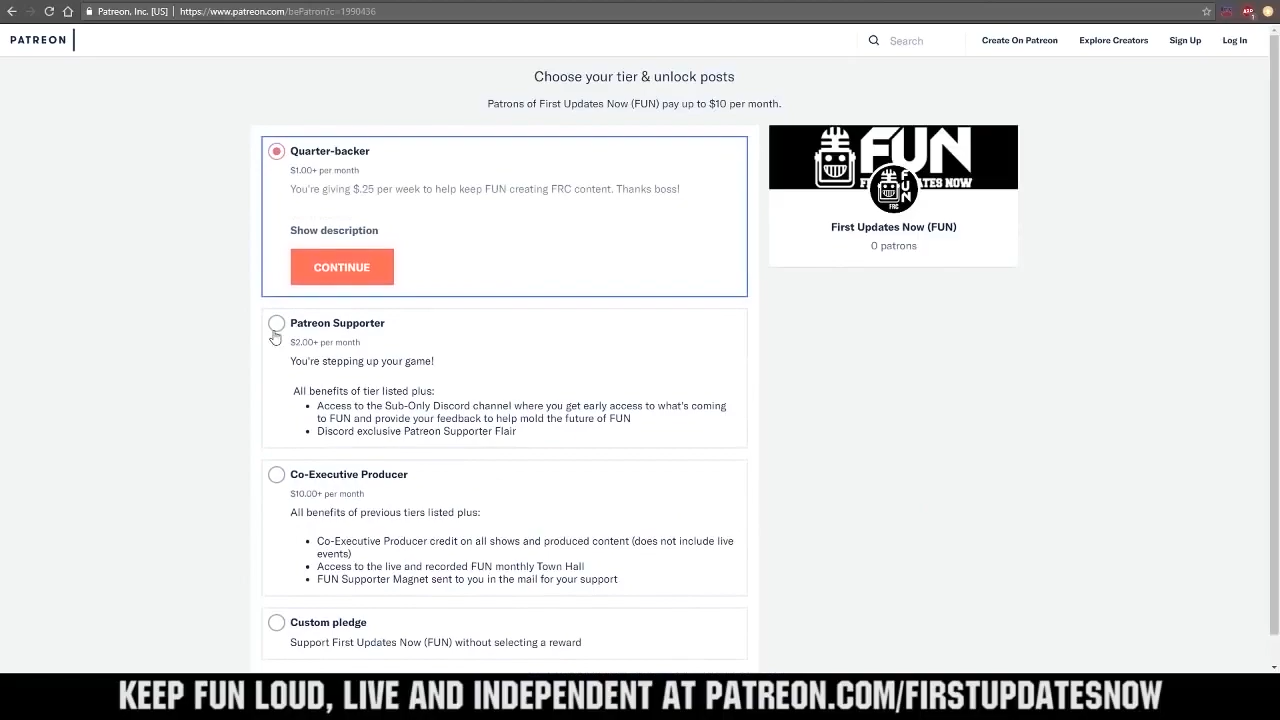 Patreon, Inc. [US] | https://www.patreon.com/bePatron?c=1990436
PATREON
Search
Create On Patreon
Explore Creators
Sign Up
Log In
Choose your tier & unlock posts
Patrons of First Updates Now (FUN) pay up to $10 per month.
Quarter-backer
$1.00+ per month
You're giving $.25 per week to help keep FUN creating FRC content. Thanks boss!
Show description
CONTINUE
Patreon Supporter
$2.00+ per month
You're stepping up your game!
All benefits of tier listed plus:
Access to the Sub-Only Discord channel where you get early access to what's coming
to FUN and provide your feedback to help mold the future of FUN
Discord exclusive Patreon Supporter Flair
Co-Executive Producer
$10.00+ per month
All benefits of previous tiers listed plus:
Co-Executive Producer credit on all shows and produced content (does not include live
events)
Access to the live and recorded FUN monthly Town Hall
FUN Supporter Magnet sent to you in the mail for your support
Custom pledge
Support First Updates Now (FUN) without selecting a reward
FUN
TES NOW
FUN
FRC
First Updates Now (FUN)
0 patrons
KEEP FUN LOUD, LIVE AND INDEPENDENT AT PATREON.COM/FIRSTUPDATESNOW